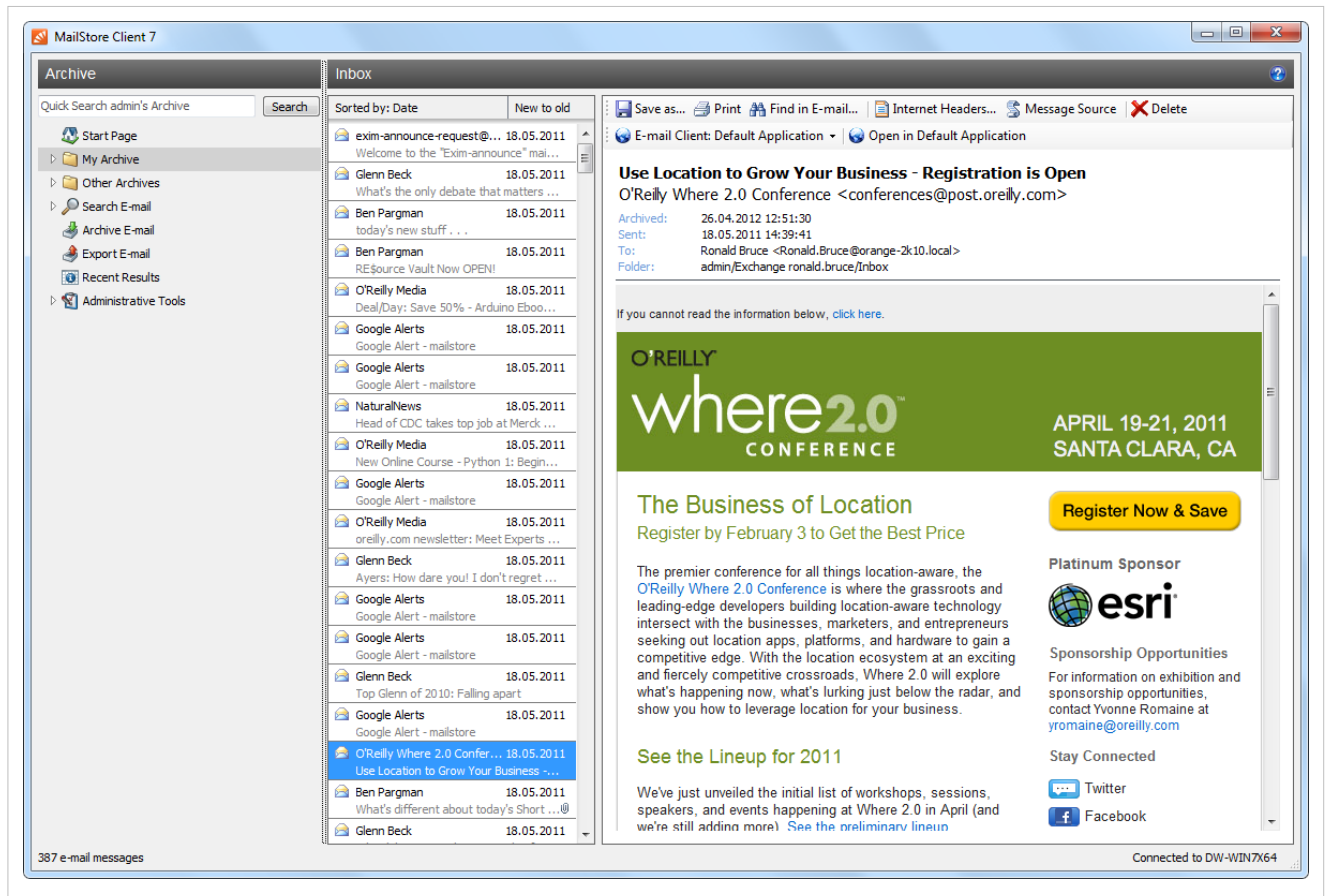 MailStore Client 7
Archive
Quick Search admin's Archive
Search
Start Page
My Archive
Other Archives
Search E-mail
Archive E-mail
Export E-mail
Recent Results
Administrative Tools
Inbox
Sorted by: Date
New to old
exim-announce-request@... 18.05.2011
Welcome to the "Exim-announce" mai...
Glenn Beck 18.05.2011
What's the only debate that matters ...
Ben Pargman 18.05.2011
today's new stuff . . .
Ben Pargman 18.05.2011
RE$ource Vault Now OPEN!
O'Reilly Media 18.05.2011
Deal/Day: Save 50% - Arduino Eboo...
Google Alerts 18.05.2011
Google Alert - mailstore
Google Alerts 18.05.2011
Google Alert - mailstore
NaturalNews 18.05.2011
Head of CDC takes top job at Merck ...
O'Reilly Media 18.05.2011
New Online Course - Python 1: Begin...
Google Alerts 18.05.2011
Google Alert - mailstore
O'Reilly Media 18.05.2011
oreilly.com newsletter: Meet Experts ...
Glenn Beck 18.05.2011
Ayers: How dare you! I don't regret ...
Google Alerts 18.05.2011
Google Alert - mailstore
Google Alerts 18.05.2011
Google Alert - mailstore
Glenn Beck 18.05.2011
Top Glenn of 2010: Falling apart
Google Alerts 18.05.2011
Google Alert - mailstore
O'Reilly Where 2.0 Confer... 18.05.2011
Use Location to Grow Your Business -...
Ben Pargman 18.05.2011
What's different about today's Short ...
Glenn Beck 18.05.2011
Save as... Print Find in E-mail... Internet Headers... Message Source Delete
E-mail Client: Default Application Open in Default Application
Use Location to Grow Your Business - Registration is Open
O'Reilly Where 2.0 Conference <conferences@post.oreilly.com>
Archived: 26.04.2012 12:51:30
Sent: 18.05.2011 14:39:41
To: Ronald Bruce <Ronald.Bruce@orange-2k10.local>
Folder: admin/Exchange ronald.bruce/Inbox
If you cannot read the information below, click here.
O'REILLY
where2.0™
CONFERENCE
APRIL 19-21, 2011
SANTA CLARA, CA
The Business of Location
Register by February 3 to Get the Best Price
The premier conference for all things location-aware, the
O'Reilly Where 2.0 Conference is where the grassroots and
leading-edge developers building location-aware technology
intersect with the businesses, marketers, and entrepreneurs
seeking out location apps, platforms, and hardware to gain a
competitive edge. With the location ecosystem at an exciting
and fiercely competitive crossroads, Where 2.0 will explore
what's happening now, what's lurking just below the radar, and
show you how to leverage location for your business.
See the Lineup for 2011
We've just unveiled the initial list of workshops, sessions,
speakers, and events happening at Where 2.0 in April (and
we're still adding more). See the preliminary lineup
Register Now & Save
Platinum Sponsor
esri
Sponsorship Opportunities
For information on exhibition and
sponsorship opportunities,
contact Yvonne Romaine at
yromaine@oreilly.com
Stay Connected
Twitter
Facebook
387 e-mail messages
Connected to DW-WIN7X64